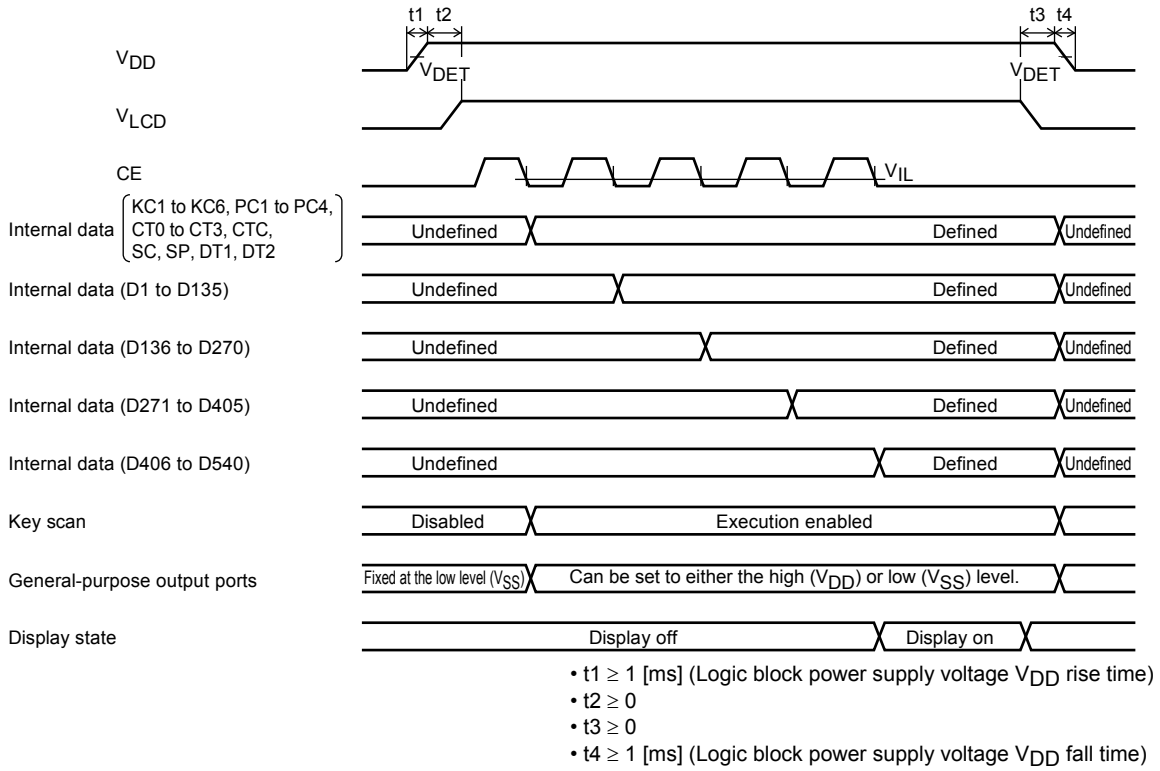 t1 t2 t3 t4
VDD
VDET VDET
VLCD
CE
VIL
Internal data KC1 to KC6, PC1 to PC4,
CT0 to CT3, CTC,
SC, SP, DT1, DT2
Undefined Defined Undefined
Internal data (D1 to D135) Undefined Defined Undefined
Internal data (D136 to D270) Undefined Defined Undefined
Internal data (D271 to D405) Undefined Defined Undefined
Internal data (D406 to D540) Undefined Defined Undefined
Key scan Disabled Execution enabled
General-purpose output ports Fixed at the low level (VSS) Can be set to either the high (VDD) or low (VSS) level.
Display state Display off Display on
• t1 ≥ 1 [ms] (Logic block power supply voltage VDD rise time)
• t2 ≥ 0
• t3 ≥ 0
• t4 ≥ 1 [ms] (Logic block power supply voltage VDD fall time)